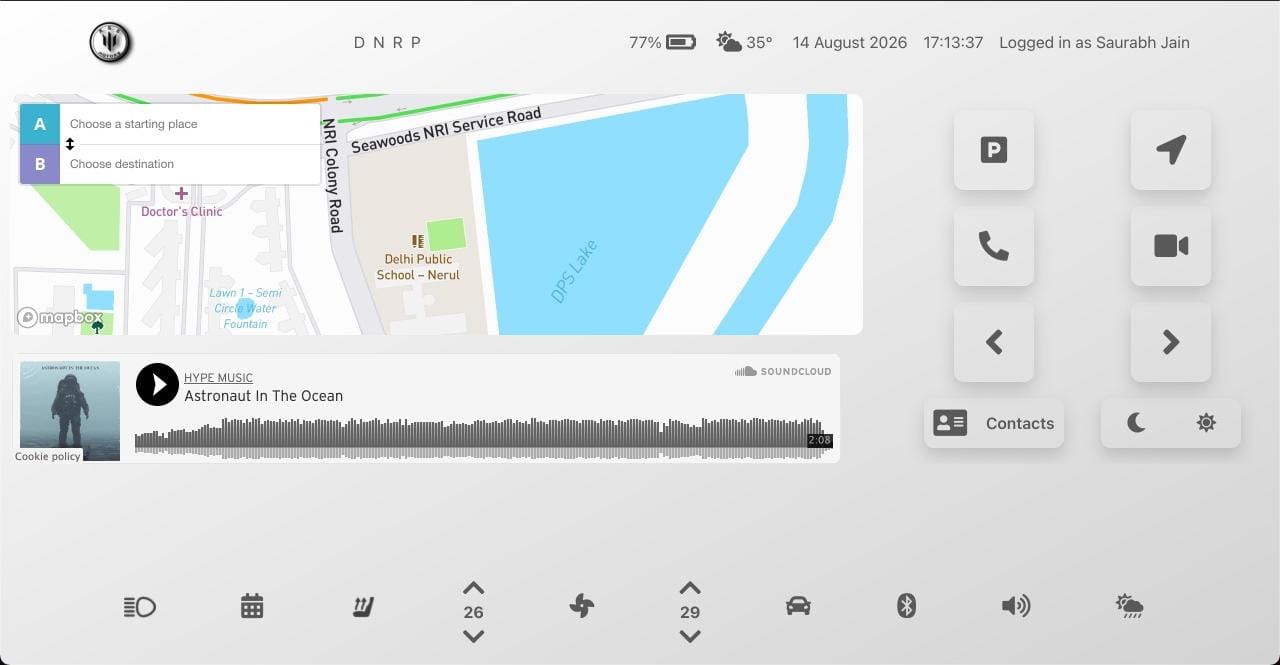 D N R P
77%
35°
14 August 2026
17:13:37
Logged in as Saurabh Jain
A
Choose a starting place
B
Choose destination
Seawoods NRI Service Road
NRI Colony Road
Doctor's Clinic
Delhi Public
School – Nerul
DPS Lake
Lawn 1 – Semi
Circle Water
Fountain
mapbox
P
ASTRONAUT IN THE OCEAN
HYPE MUSIC
Astronaut In The Ocean
SOUNDCLOUD
2:08
Cookie policy
Contacts
26
29